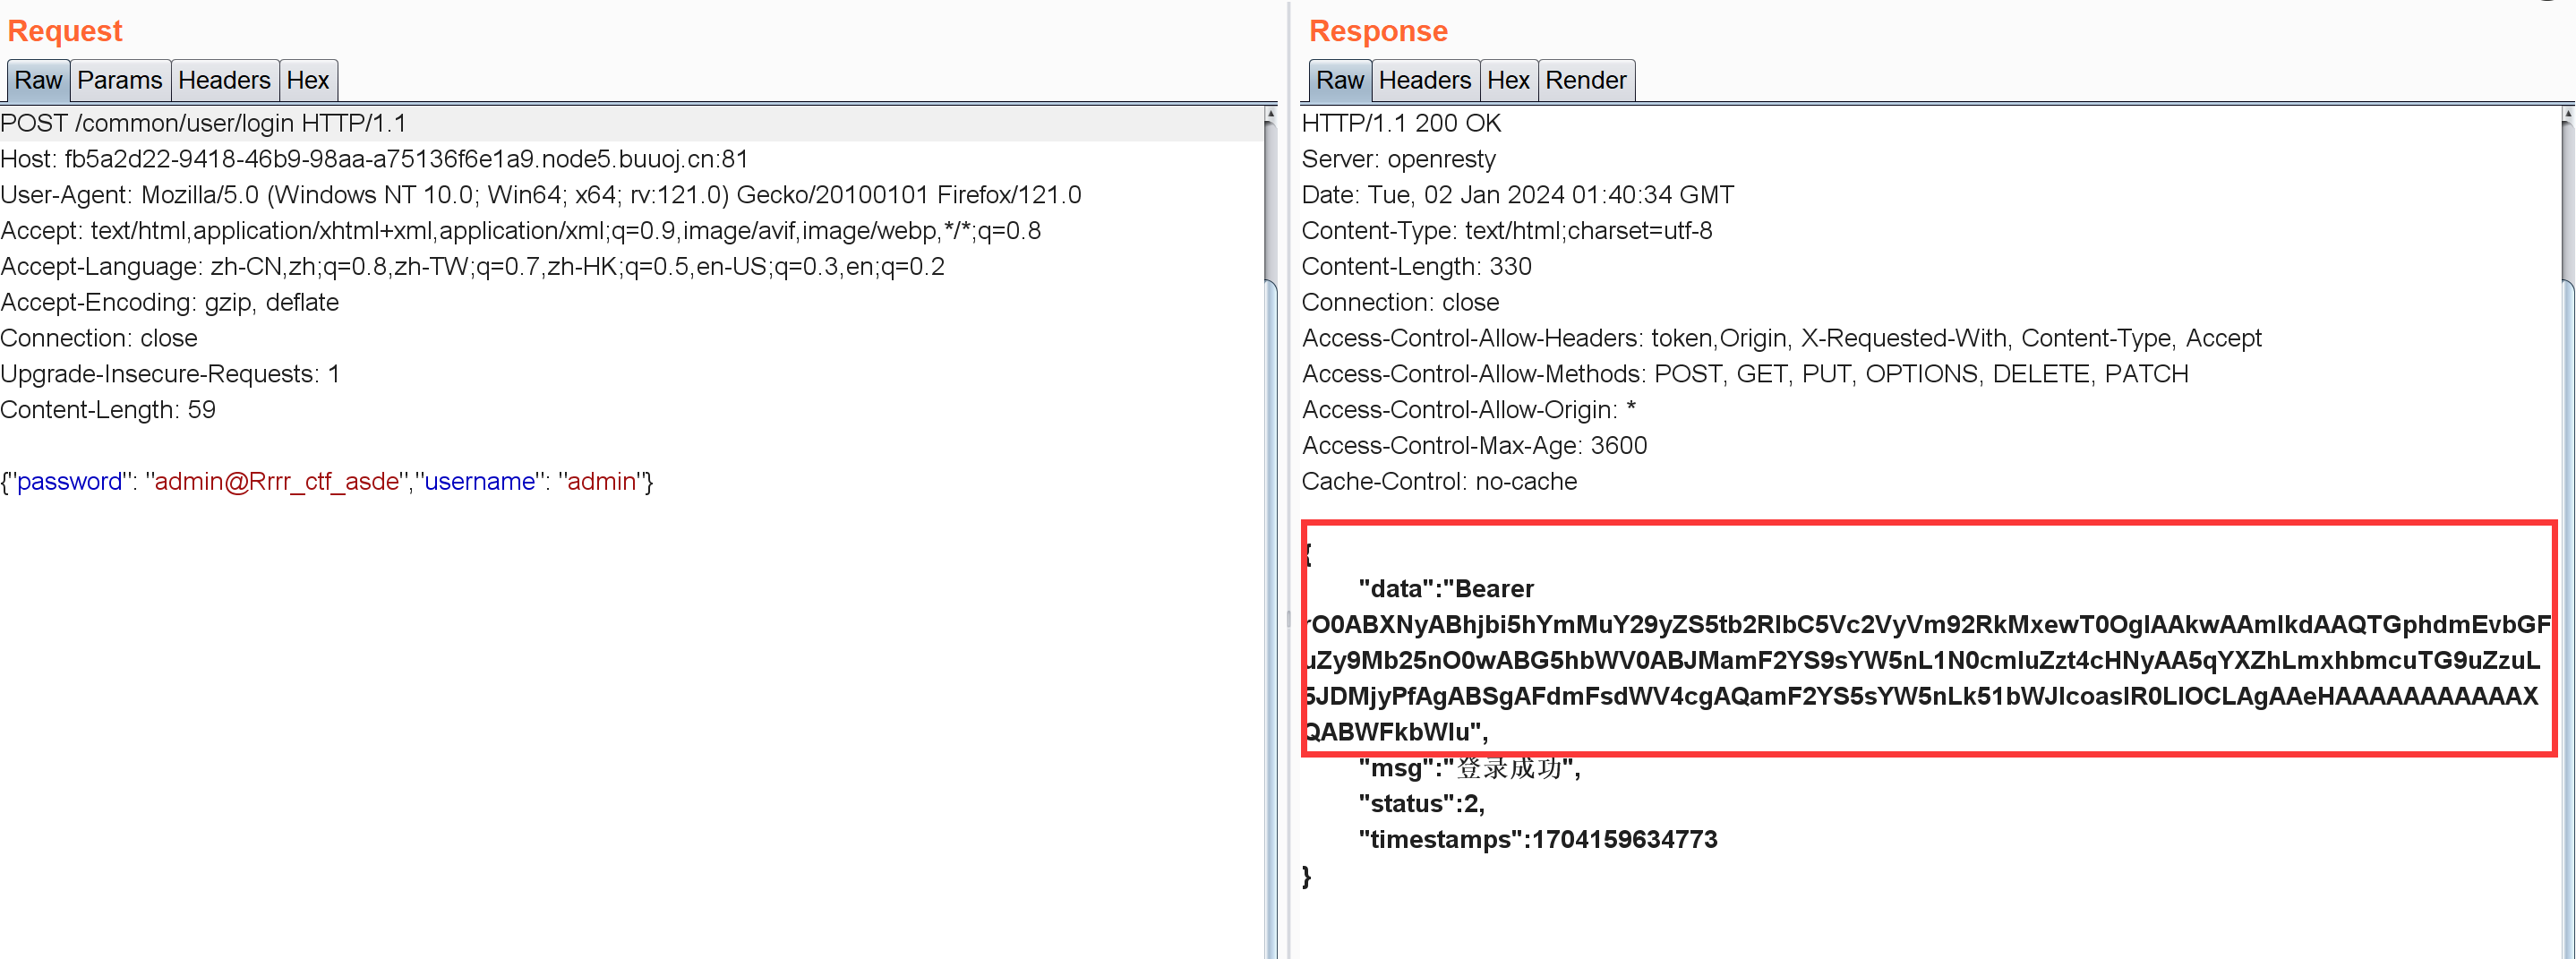 Request
Raw Params Headers Hex
POST /common/user/login HTTP/1.1
Host: fb5a2d22-9418-46b9-98aa-a75136f6e1a9.node5.buuoj.cn:81
User-Agent: Mozilla/5.0 (Windows NT 10.0; Win64; x64; rv:121.0) Gecko/20100101 Firefox/121.0
Accept: text/html,application/xhtml+xml,application/xml;q=0.9,image/avif,image/webp,*/*;q=0.8
Accept-Language: zh-CN,zh;q=0.8,zh-TW;q=0.7,zh-HK;q=0.5,en-US;q=0.3,en;q=0.2
Accept-Encoding: gzip, deflate
Connection: close
Upgrade-Insecure-Requests: 1
Content-Length: 59
{"password": "admin@Rrrr_ctf_asde","username": "admin"}
Response
Raw Headers Hex Render
HTTP/1.1 200 OK
Server: openresty
Date: Tue, 02 Jan 2024 01:40:34 GMT
Content-Type: text/html;charset=utf-8
Content-Length: 330
Connection: close
Access-Control-Allow-Headers: token,Origin, X-Requested-With, Content-Type, Accept
Access-Control-Allow-Methods: POST, GET, PUT, OPTIONS, DELETE, PATCH
Access-Control-Allow-Origin: *
Access-Control-Max-Age: 3600
Cache-Control: no-cache
{
"data":"Bearer
rO0ABXNyABhjbi5hYmMuY29yZS5tb2RlbC5Vc2VyVm92RkMxewT0OgIAAkwAAmlkdAAQTGphdmEvbGF
uZy9Mb25nO0wABG5hbWV0ABJMamF2YS9sYW5nL1N0cmluZzt4cHNyAA5qYXZhLmxhbmcuTG9uZzuL
5JDMjyPfAgABSgAFdmFsdWV4cgAQamF2YS5sYW5nLk51bWJlcoaslR0LlOCLAgAAeHAAAAAAAAAAAX
QABWFkbWlu",
"msg":"登录成功",
"status":2,
"timestamps":1704159634773
}